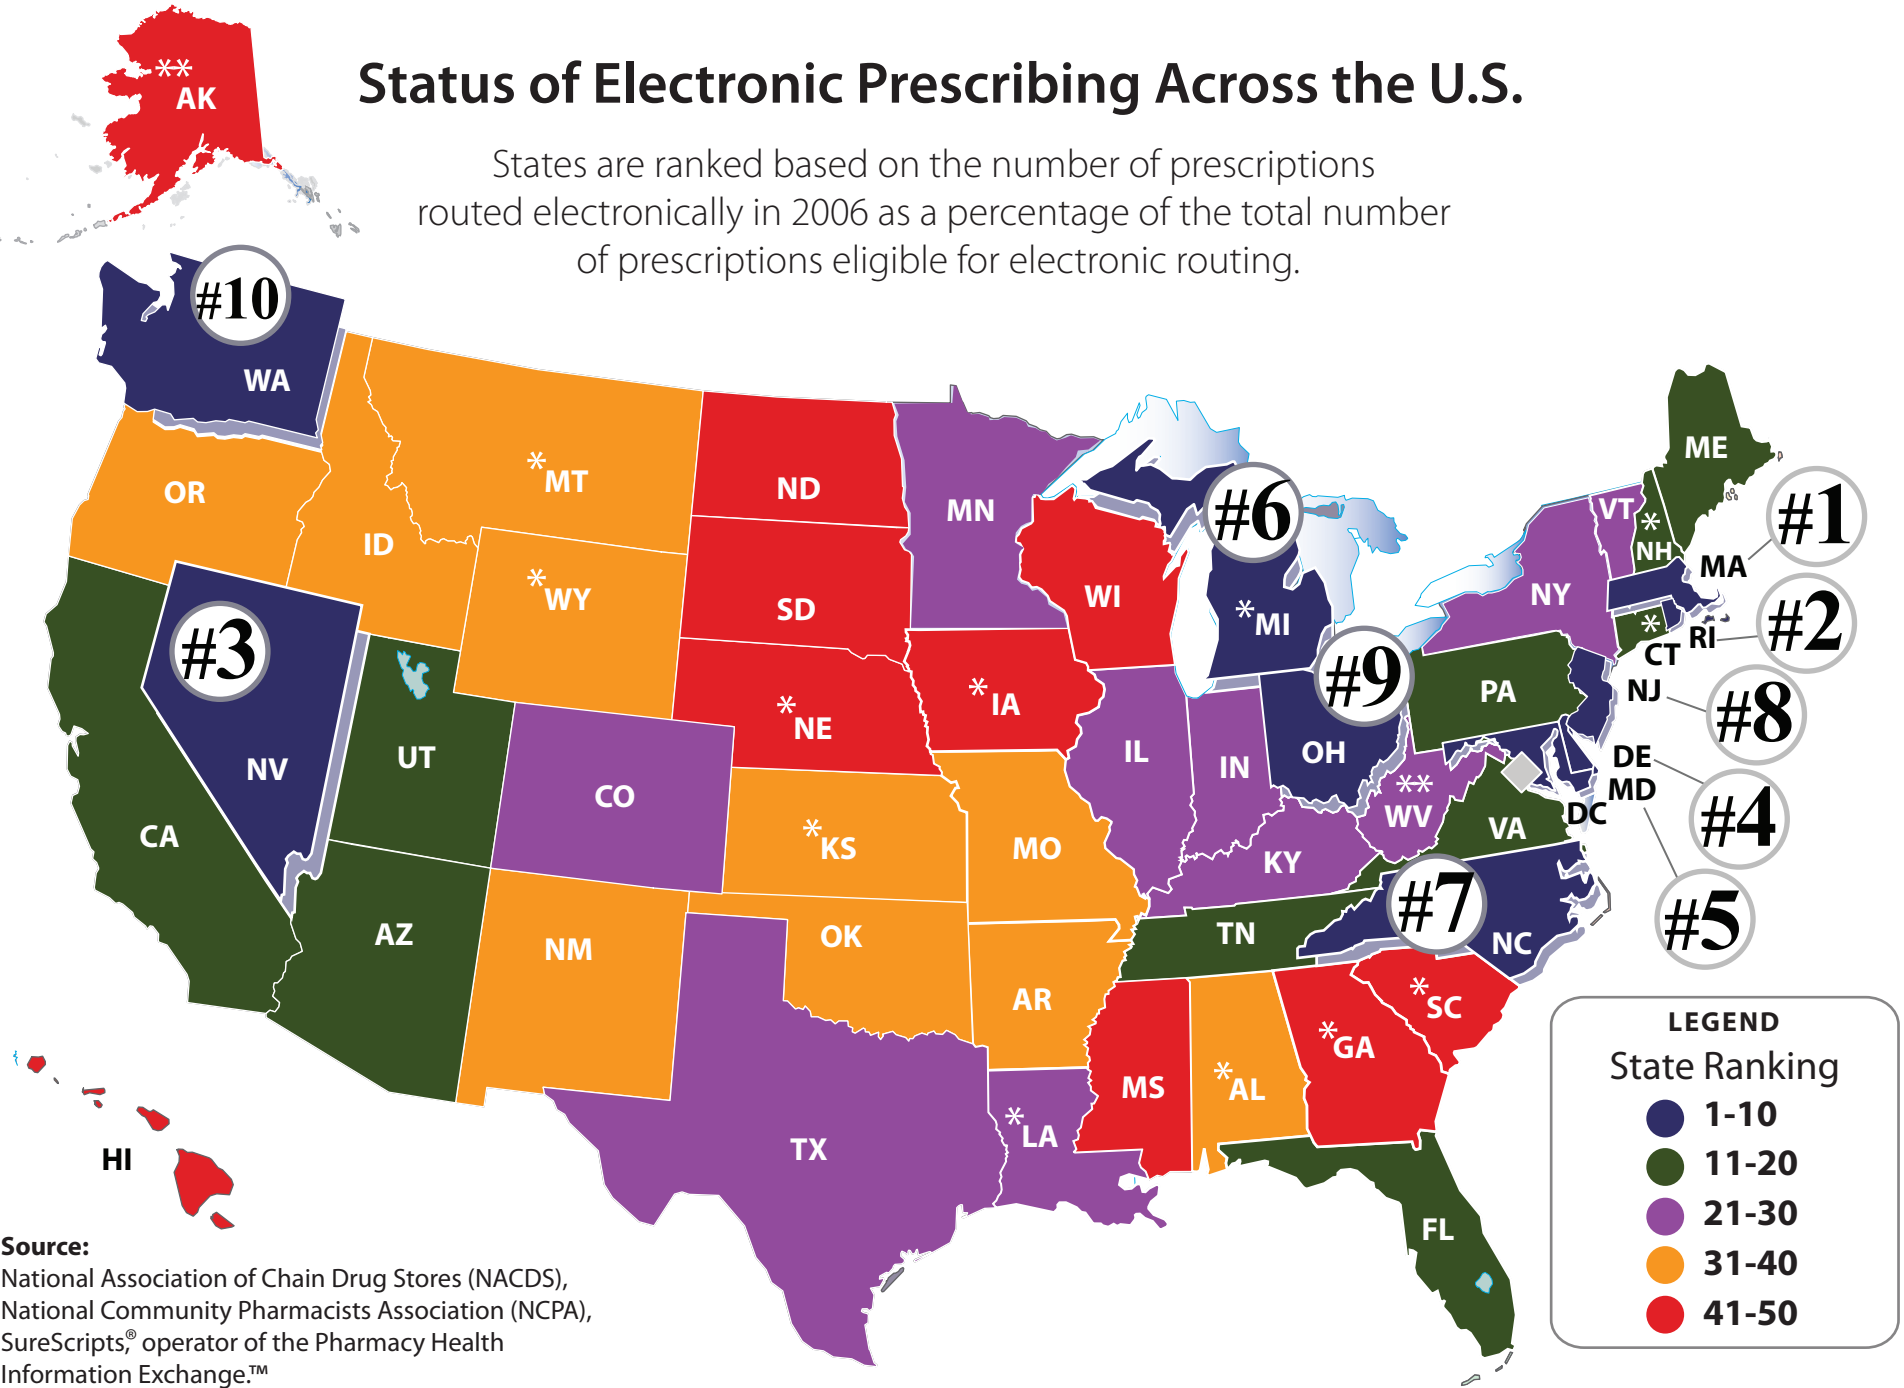 **
AK
Status of Electronic Prescribing Across the U.S.
States are ranked based on the number of prescriptions
routed electronically in 2006 as a percentage of the total number
of prescriptions eligible for electronic routing.
#10
WA
OR
ID
*MT
*WY
ND
SD
*NE
MN
WI
*IA
#6
*MI
#9
OH
#3
NV
CA
UT
CO
AZ
NM
*KS
OK
TX
MO
AR
*LA
IL
IN
KY
TN
MS
*AL
*GA
*SC
#7
NC
FL
**
WV
VA
PA
NY
VT
*
NH
ME
MA
#1
*
CT
RI
#2
NJ
#8
DE
#4
MD
#5
DC
HI
LEGEND
State Ranking
1-10
11-20
21-30
31-40
41-50
Source:
National Association of Chain Drug Stores (NACDS),
National Community Pharmacists Association (NCPA),
SureScripts,® operator of the Pharmacy Health
Information Exchange.™